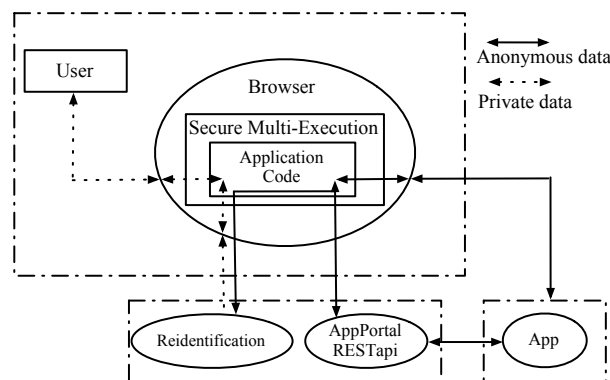 User
Browser
Secure Multi-Execution
Application
Code
Anonymous data
Private data
Reidentification
AppPortal
RESTapi
App